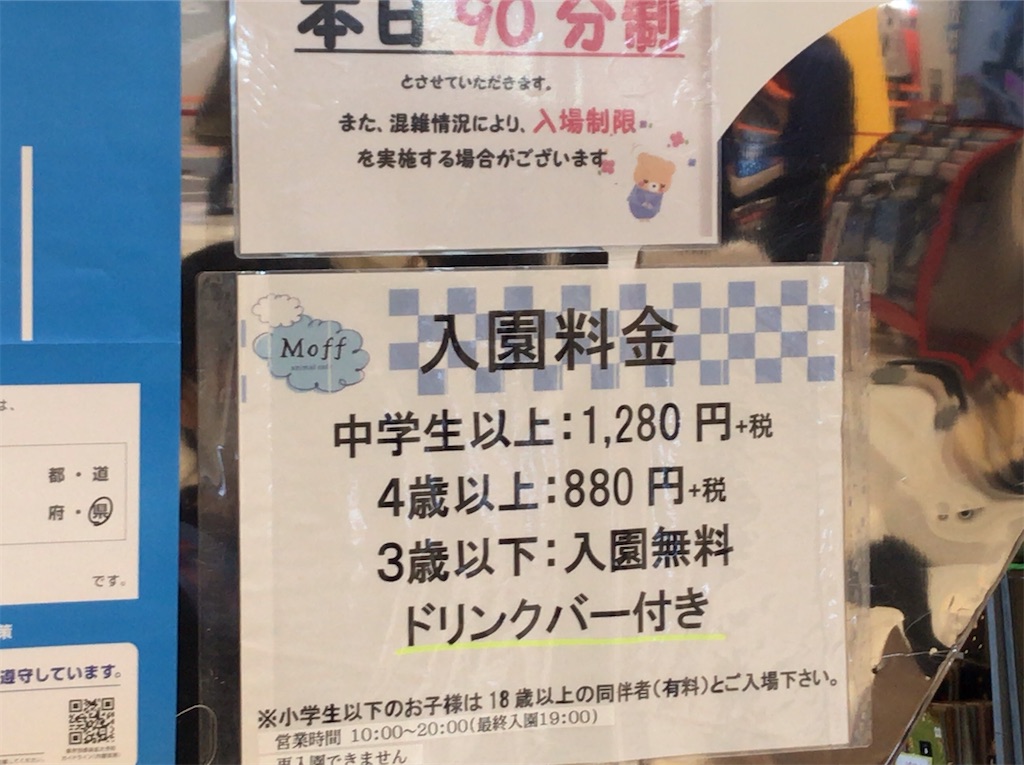 本日 90 分制
とさせていただきます。
また、混雑情況により、入場制限
を実施する場合がございます
Moff
animal cafe
入園料金
中学生以上：1,280 円+税
4歳以上：880 円+税
3歳以下：入園無料
ドリンクバー付き
※小学生以下のお子様は 18 歳以上の同伴者(有料)とご入場下さい。
営業時間 10:00～20:00(最終入園19:00)
再入園できません
は、
都・道
府・県
です。
策
遵守しています。